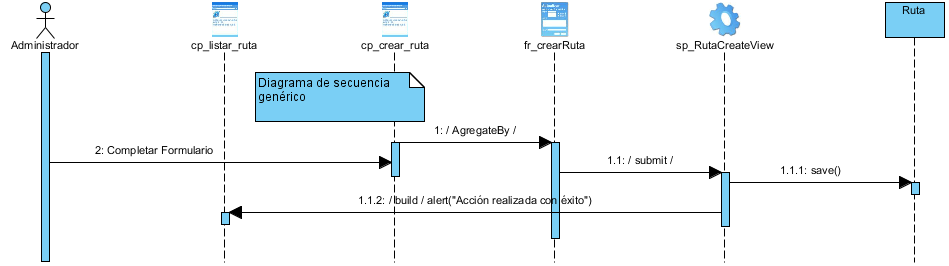 Ruta
Administrador
cp_listar_ruta
cp_crear_ruta
fr_crearRuta
sp_RutaCreateView
Diagrama de secuencia
genérico
1: / AgregateBy /
2: Completar Formulario
1.1: / submit /
1.1.1: save()
1.1.2: / build / alert("Acción realizada con éxito")